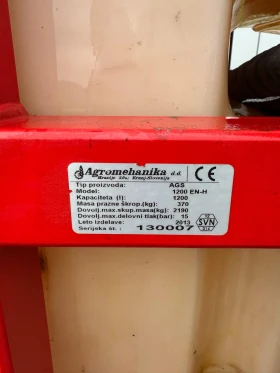 Agromehanika d.d.
Hrastje 52a, Kranj-Slovenija
CE
Tip proizvoda: AGS
Model: 1200 EN-H
Kapaciteta (l): 1200
Masa prazne škrop.(kg): 370
Dovolj.max.skup.masa(kg): 2180
Dovolj.max.delovni tlak(bar): 15
Leto izdelave: 2013
Serijska št.: 130007
SVN